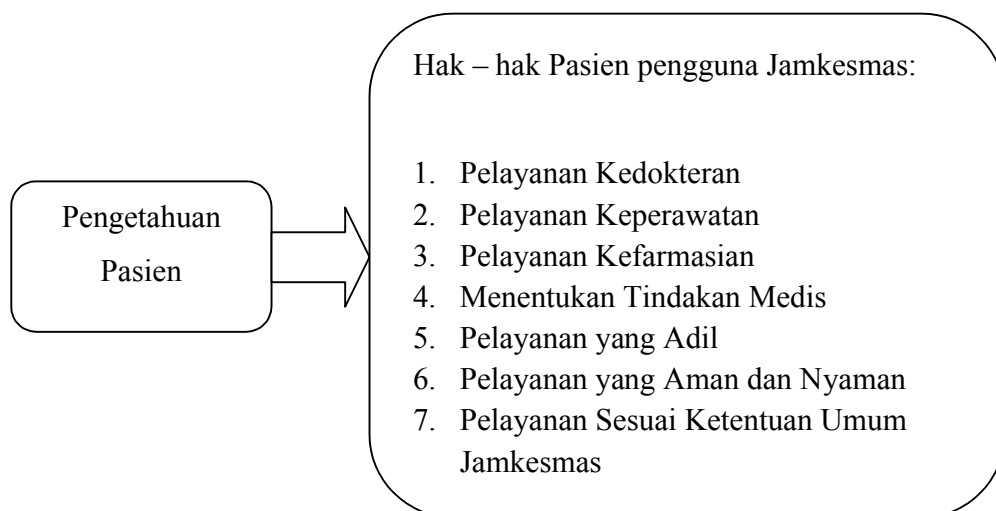 Pengetahuan
Pasien
Hak – hak Pasien pengguna Jamkesmas:
1. Pelayanan Kedokteran
2. Pelayanan Keperawatan
3. Pelayanan Kefarmasian
4. Menentukan Tindakan Medis
5. Pelayanan yang Adil
6. Pelayanan yang Aman dan Nyaman
7. Pelayanan Sesuai Ketentuan Umum
Jamkesmas